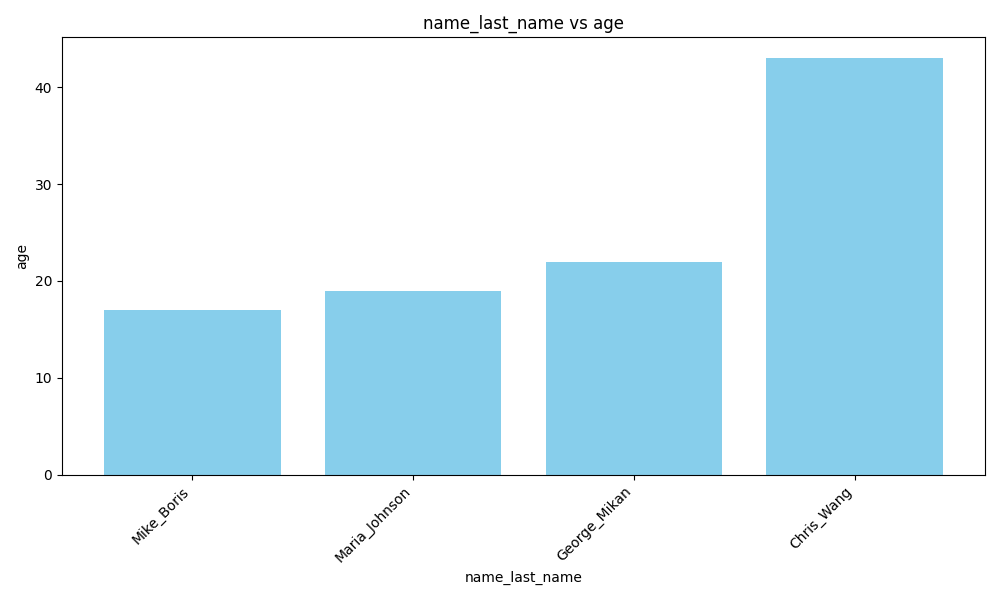 name_last_name vs age
age
40
30
20
10
0
Mike_Boris
Maria_Johnson
George_Mikan
Chris_Wang
name_last_name